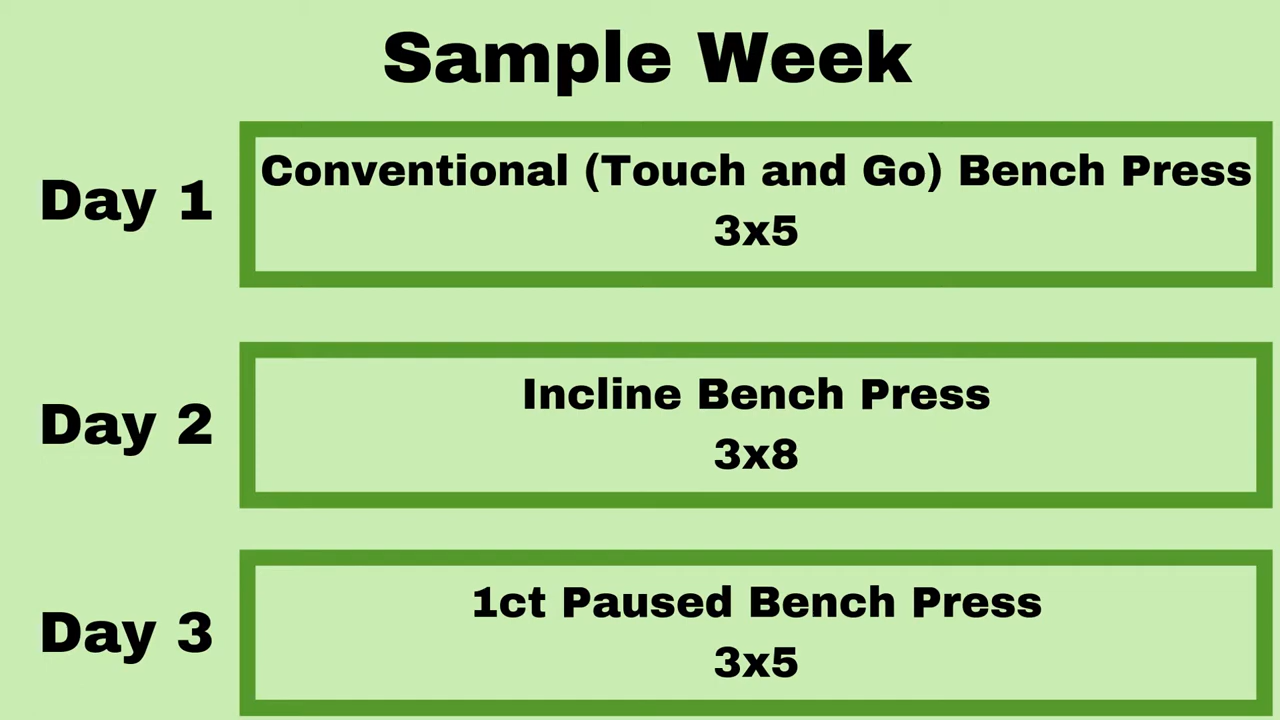 Sample Week
Day 1
Conventional (Touch and Go) Bench Press
3x5
Day 2
Incline Bench Press
3x8
Day 3
1ct Paused Bench Press
3x5